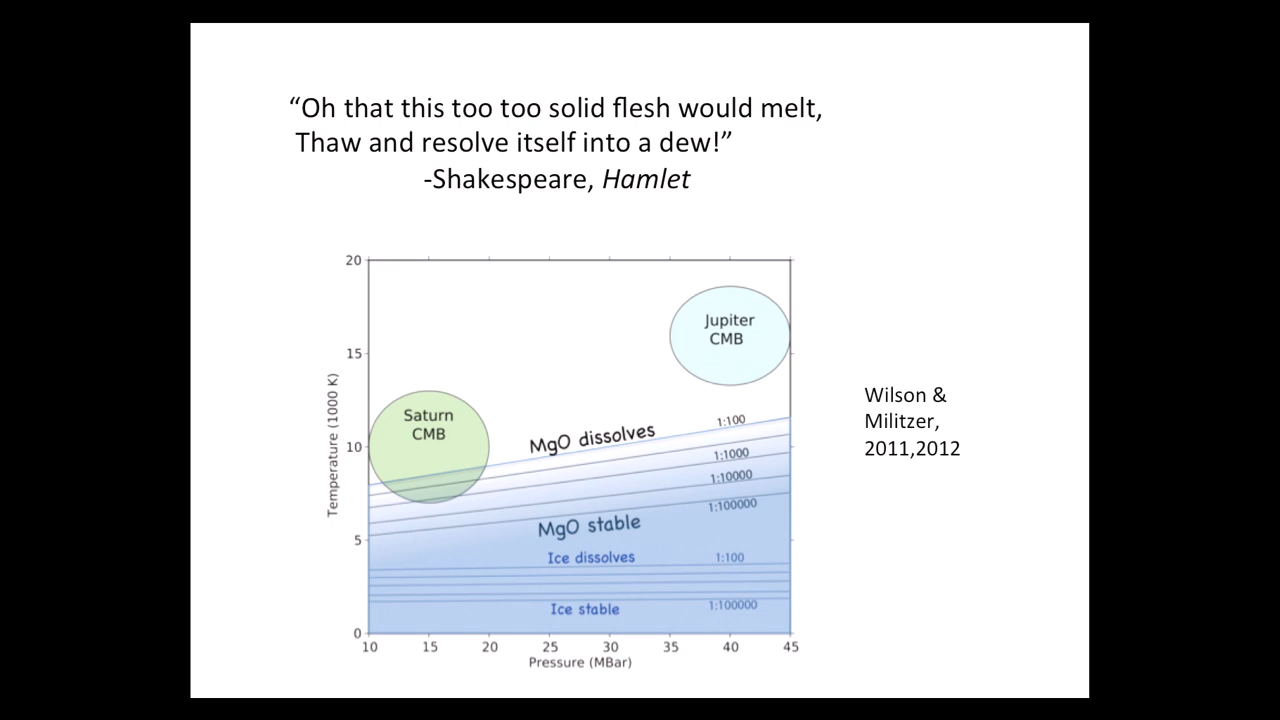 “Oh that this too too solid flesh would melt,
Thaw and resolve itself into a dew!”
-Shakespeare, Hamlet
20
15
10
5
0
Temperature (1000 K)
Jupiter
CMB
Saturn
CMB
MgO dissolves
1:100
1:1000
1:10000
1:100000
MgO stable
Ice dissolves
1:100
Ice stable
1:100000
10 15 20 25 30 35 40 45
Pressure (MBar)
Wilson &
Militzer,
2011,2012